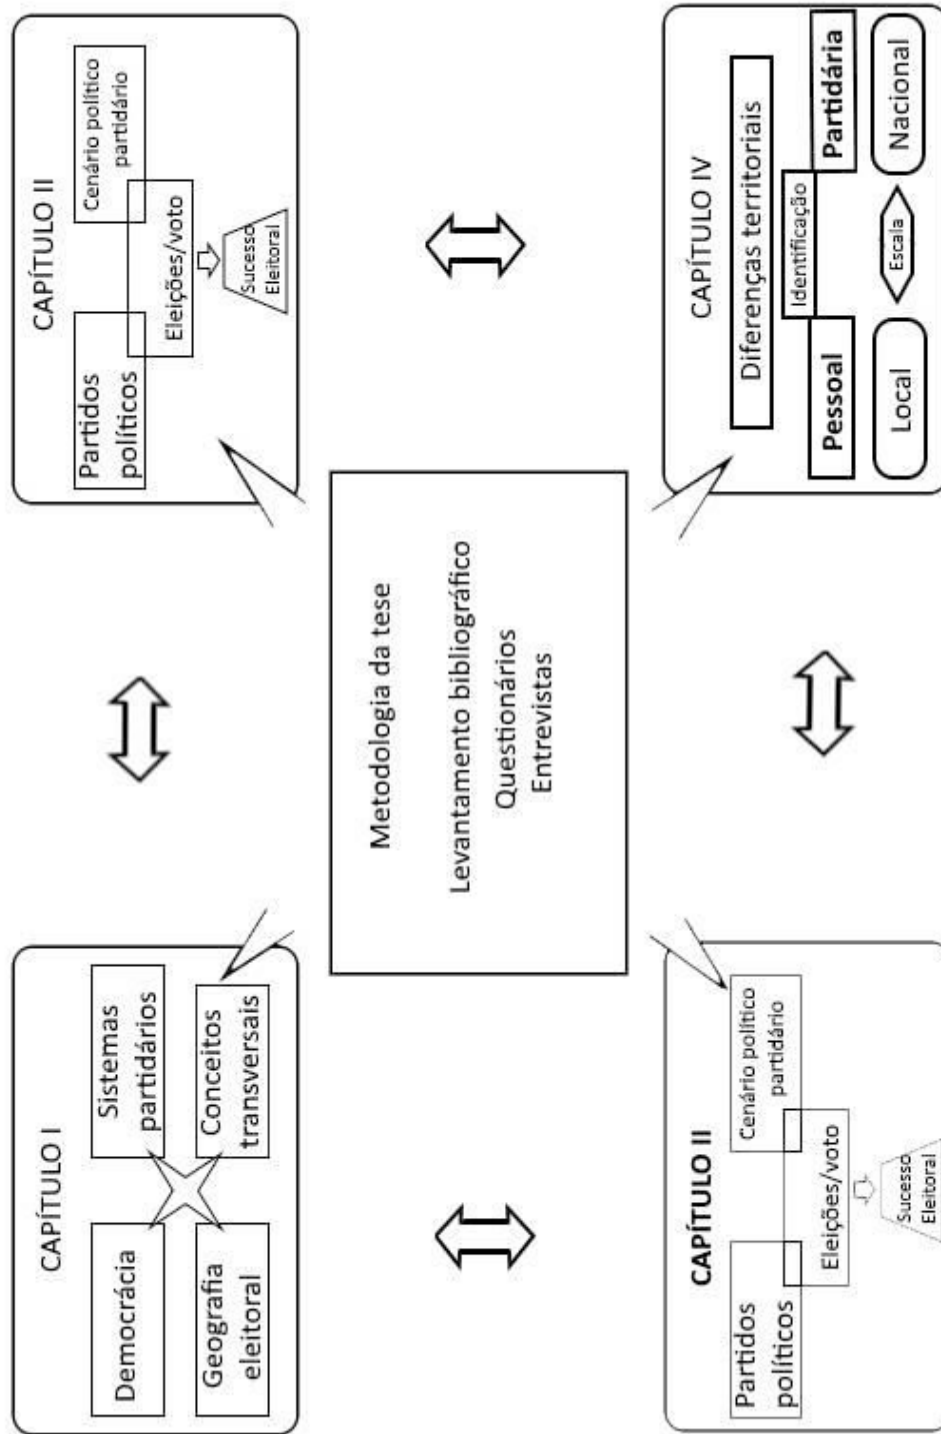 CAPÍTULO I
Democrácia
Sistemas
partidários
Geografia
eleitoral
Conceitos
transversais
CAPÍTULO II
Partidos
políticos
Cenário político
partidário
Eleições/voto
Sucesso
Eleitoral
Metodologia da tese
Levantamento bibliográfico
Questionários
Entrevistas
CAPÍTULO II
Partidos
políticos
Cenário político
partidário
Eleições/voto
Sucesso
Eleitoral
CAPÍTULO IV
Diferenças territoriais
Identificação
Pessoal
Partidária
Local
Escala
Nacional